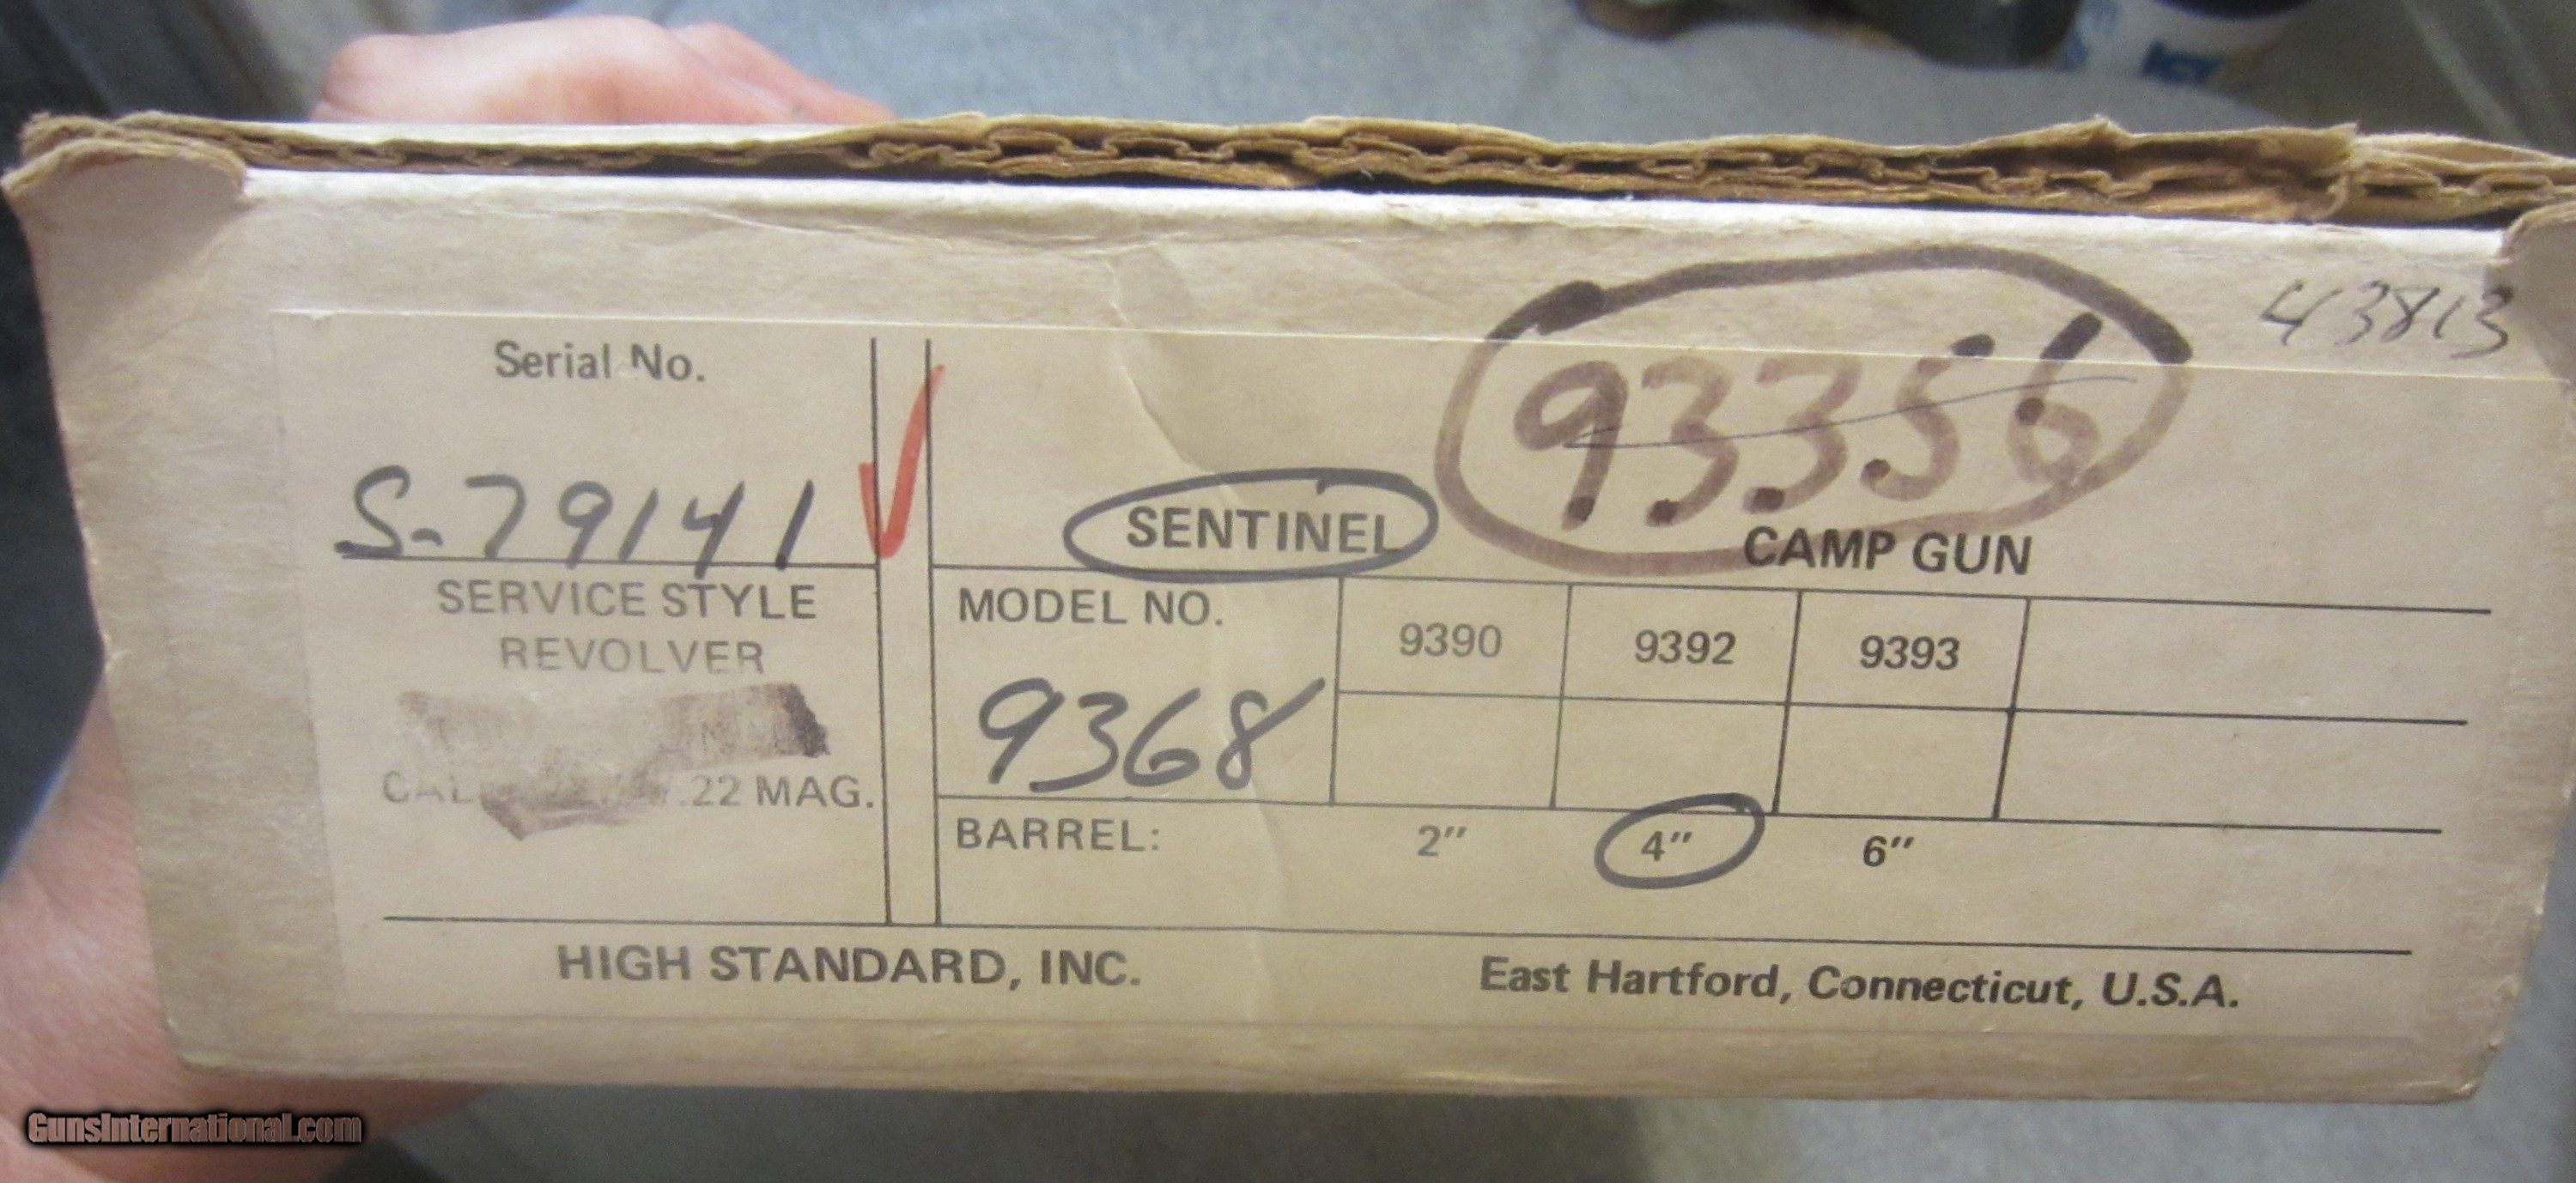 43813
93356
Serial No.
S-79141
SENTINEL
CAMP GUN
SERVICE STYLE
REVOLVER
CAL .22 MAG.
MODEL NO.
9390 9392 9393
9368
BARREL: 2" 4" 6"
HIGH STANDARD, INC. East Hartford, Connecticut, U.S.A.
GunsInternational.com